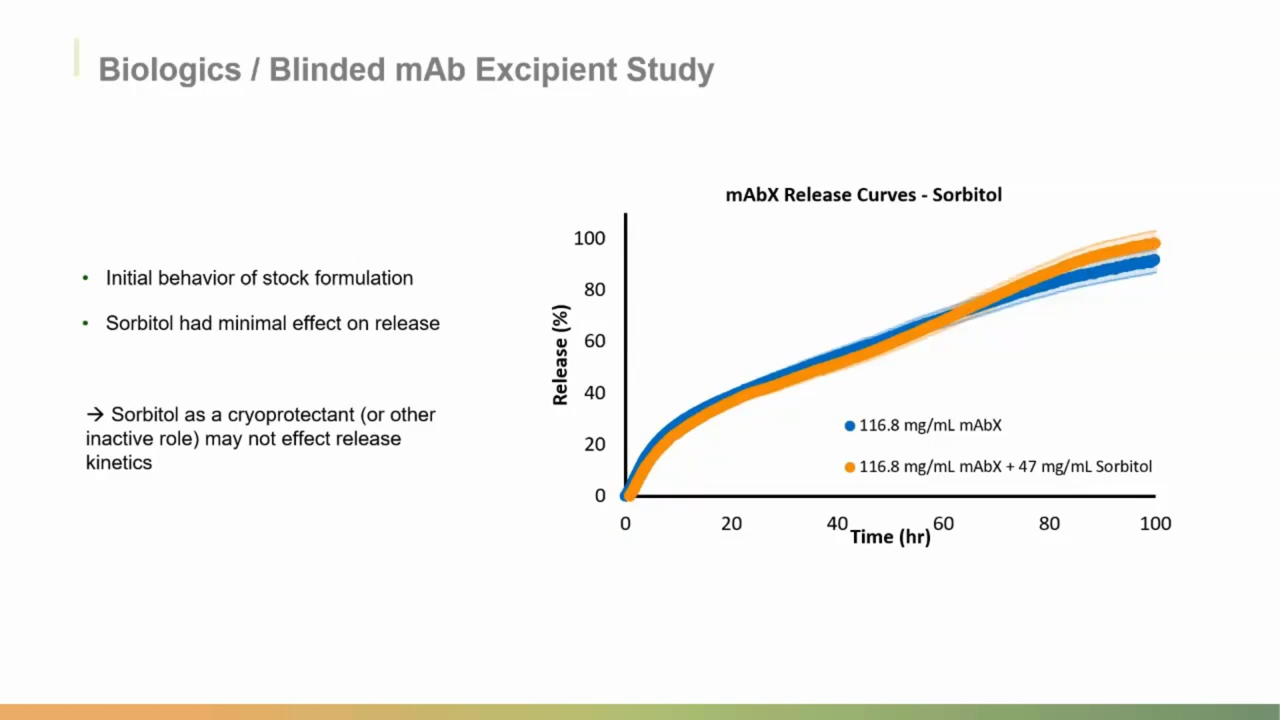 Biologics / Blinded mAb Excipient Study
• Initial behavior of stock formulation
• Sorbitol had minimal effect on release
→ Sorbitol as a cryoprotectant (or other
inactive role) may not effect release
kinetics
mAbX Release Curves - Sorbitol
Release (%)
100
80
60
40
20
0
116.8 mg/mL mAbX
116.8 mg/mL mAbX + 47 mg/mL Sorbitol
0 20 40 60 80 100
Time (hr)